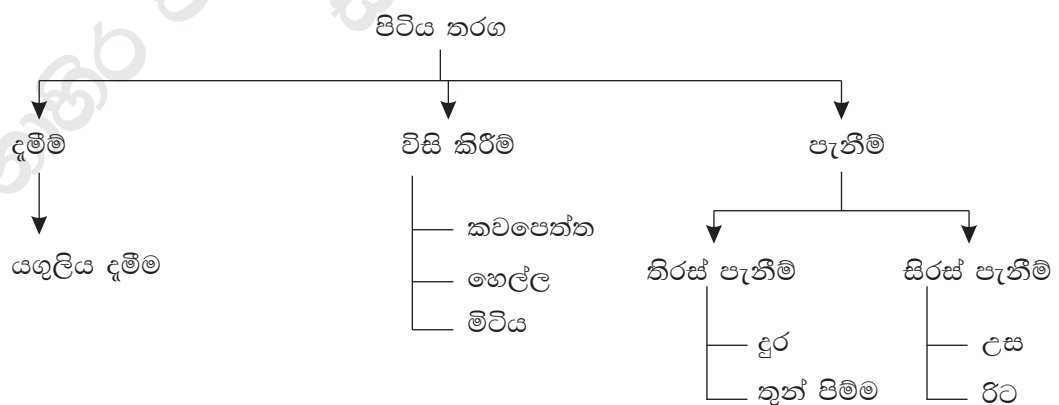 පිටිය තරග
දැමීම් විසි කිරීම් පැනීම්
යගුලිය දැමීම
කවපෙත්ත
හෙල්ල
මිටිය
තිරස් පැනීම් සිරස් පැනීම්
දුර උස
තුන් පිම්ම රිට